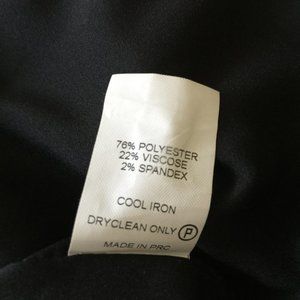 76% POLYESTER
22% VISCOSE
2% SPANDEX
COOL IRON
DRYCLEAN ONLY P
MADE IN PRC